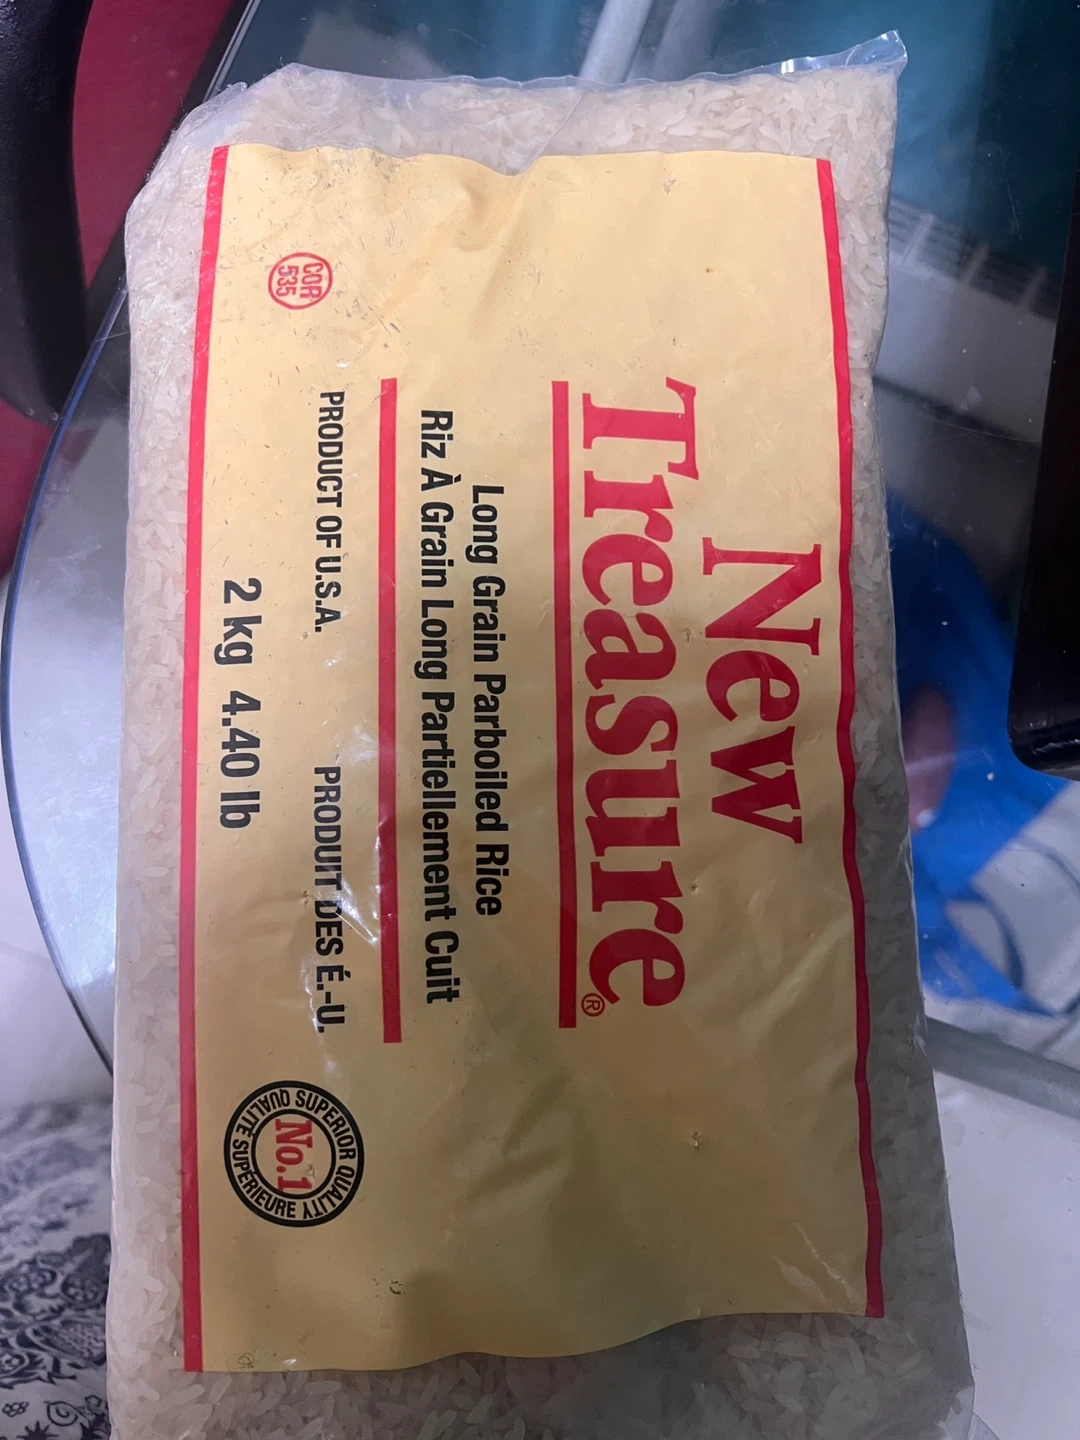 New
Treasure®
Long Grain Parboiled Rice
Riz À Grain Long Partiellement Cuit
PRODUCT OF U.S.A. PRODUIT DES É.-U.
COR
535
2 kg 4.40 lb
SUPERIOR QUALITY
No.1
QUALITÉ SUPÉRIEURE